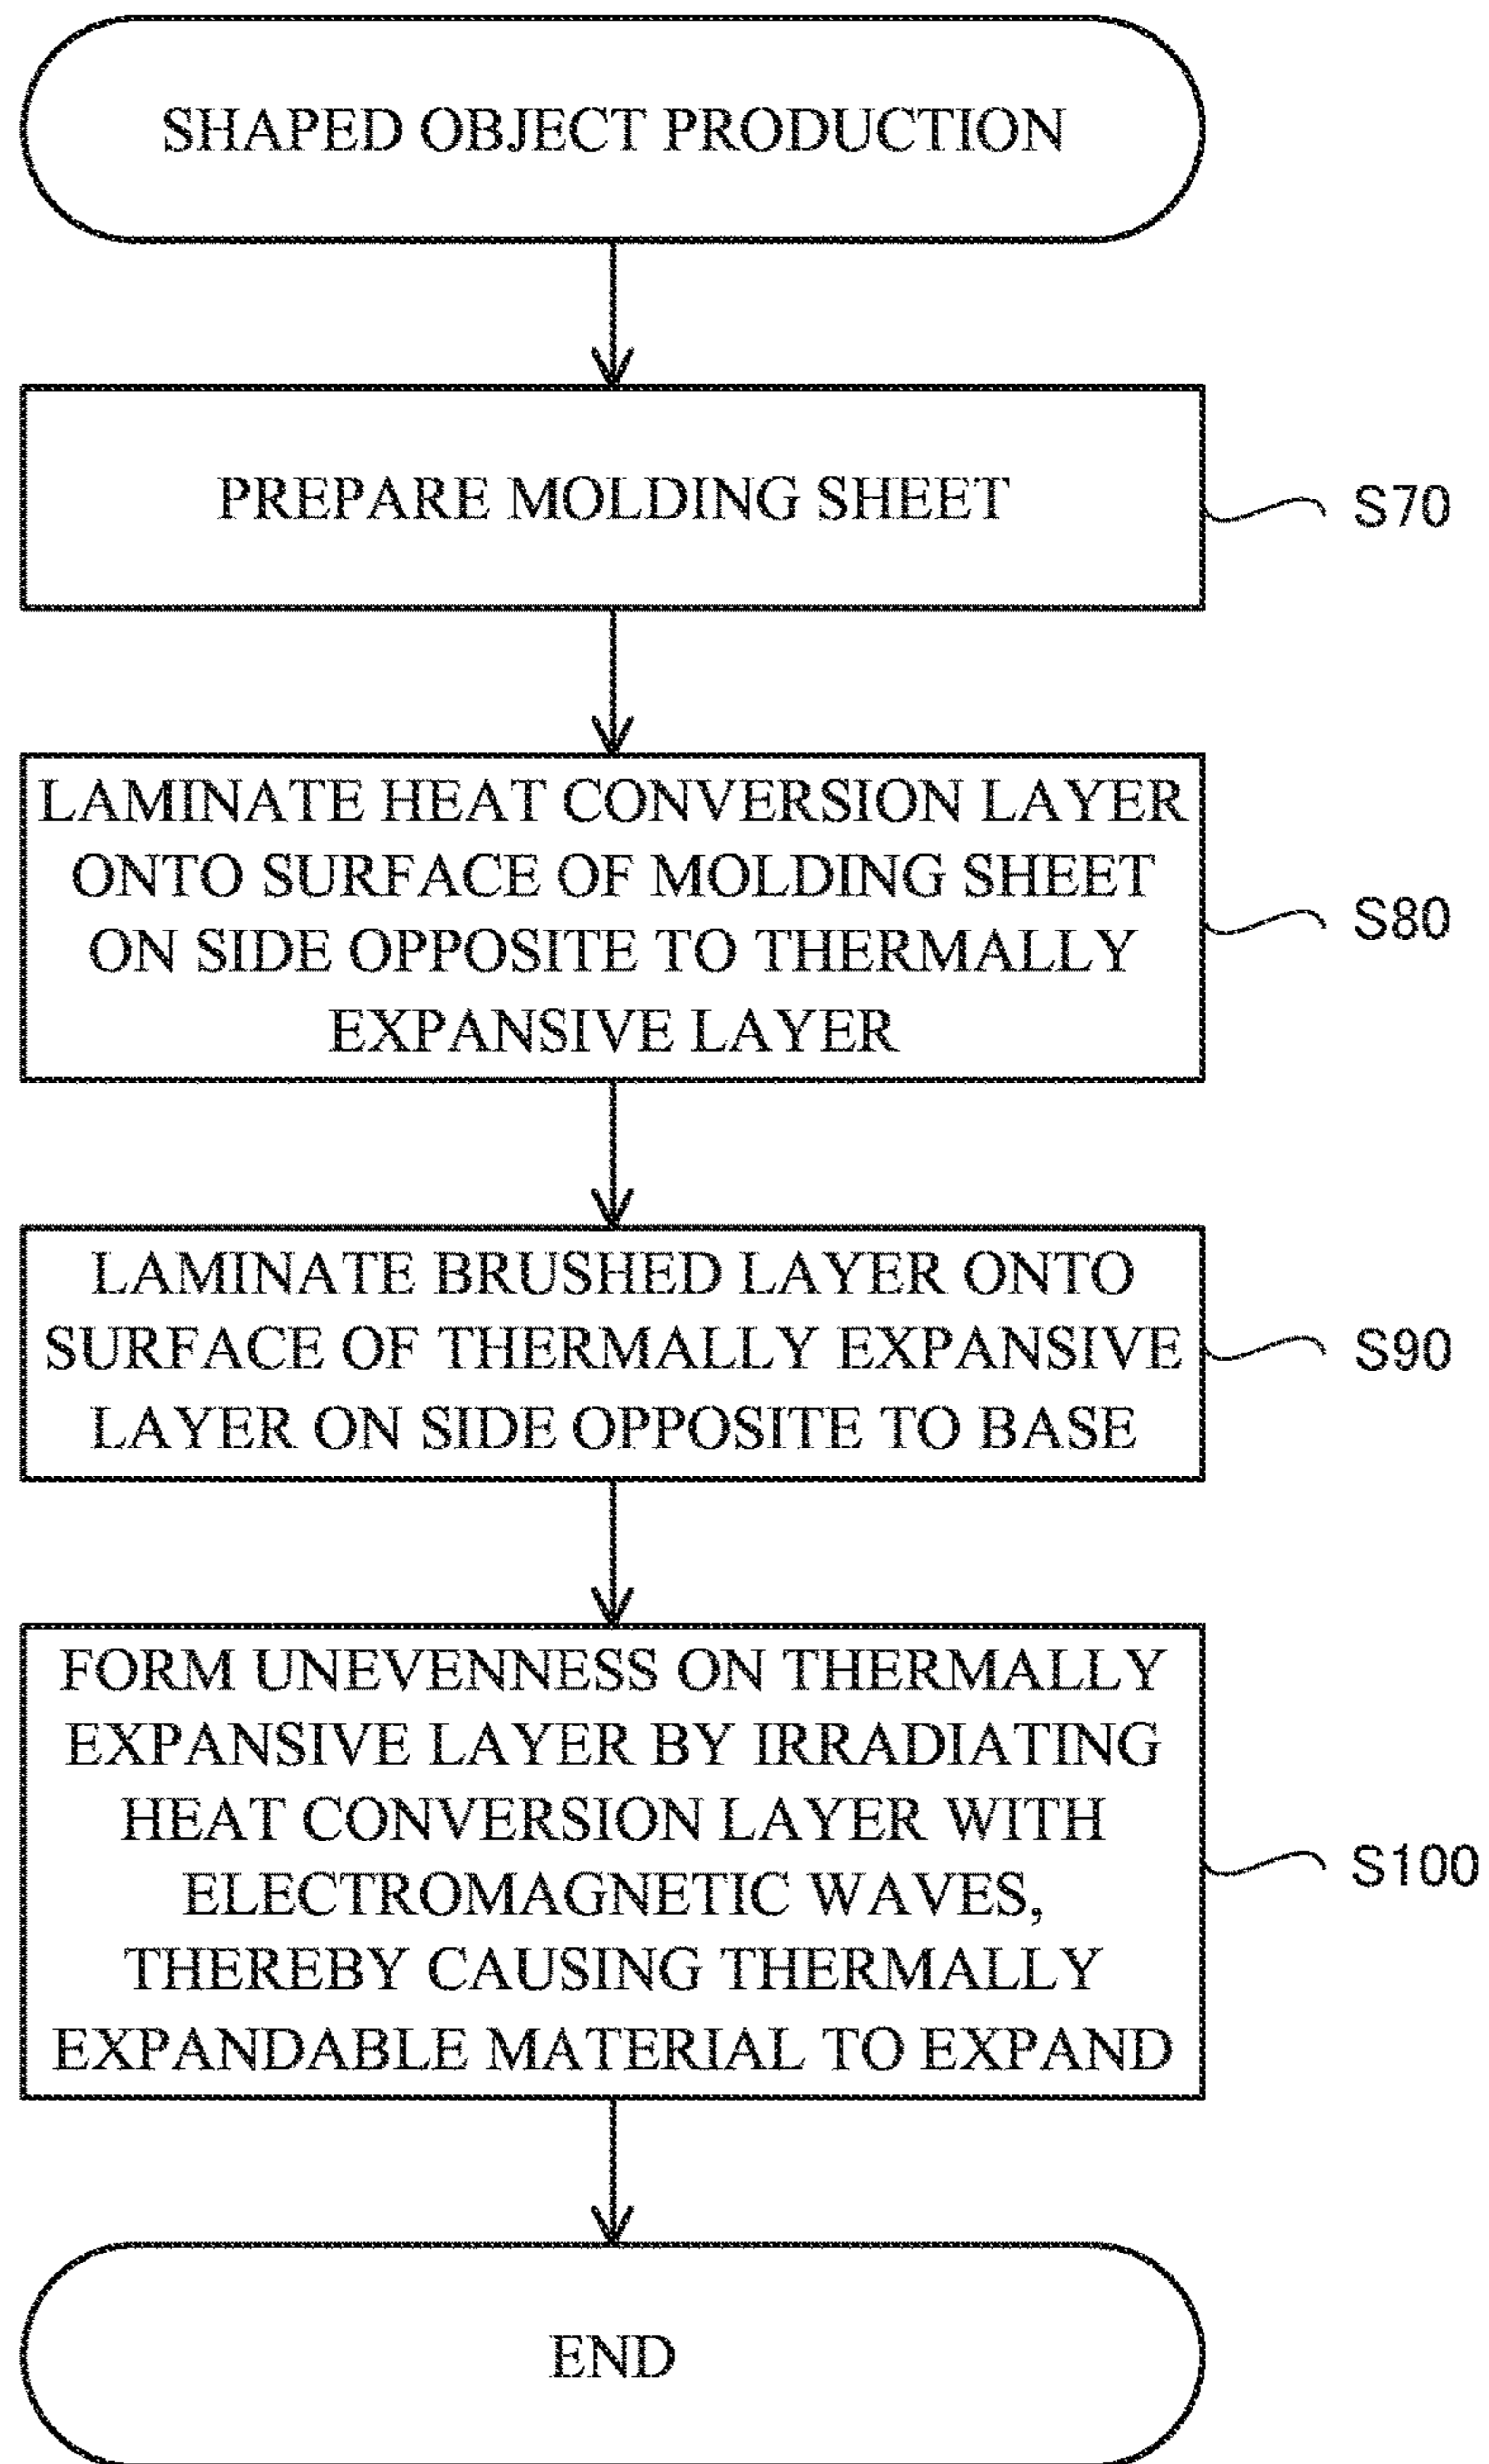 SHAPED OBJECT PRODUCTION
PREPARE MOLDING SHEET
S70
LAMINATE HEAT CONVERSION LAYER
ONTO SURFACE OF MOLDING SHEET
ON SIDE OPPOSITE TO THERMALLY
EXPANSIVE LAYER
S80
LAMINATE BRUSHED LAYER ONTO
SURFACE OF THERMALLY EXPANSIVE
LAYER ON SIDE OPPOSITE TO BASE
S90
FORM UNEVENNESS ON THERMALLY
EXPANSIVE LAYER BY IRRADIATING
HEAT CONVERSION LAYER WITH
ELECTROMAGNETIC WAVES,
THEREBY CAUSING THERMALLY
EXPANDABLE MATERIAL TO EXPAND
S100
END